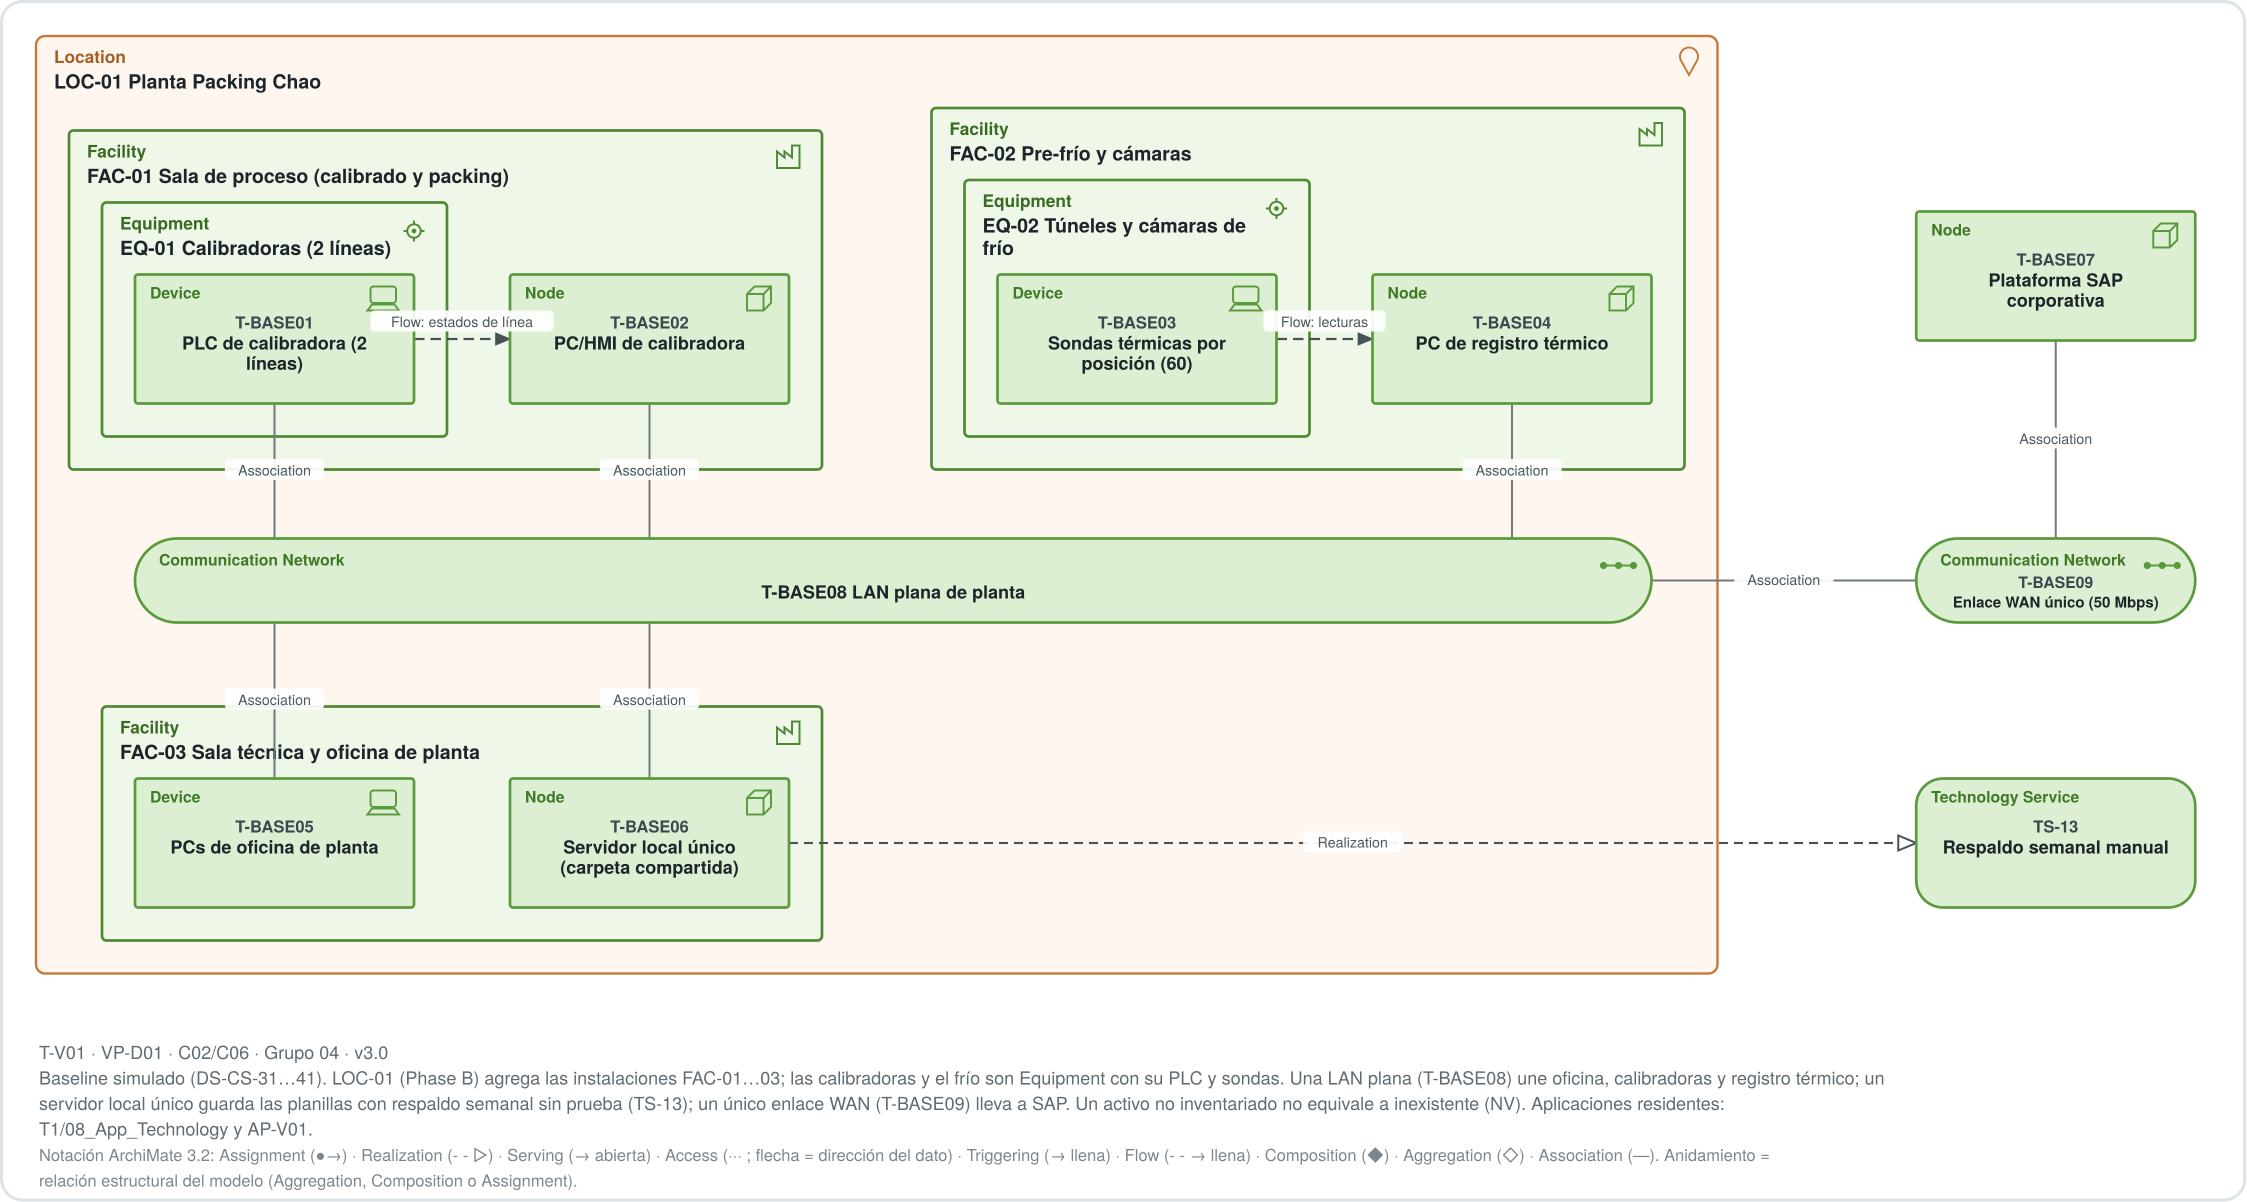 Location
LOC-01 Planta Packing Chao
Facility
FAC-01 Sala de proceso (calibado y packing)
Equipment
EQ-01 Calibradoras (2 líneas)
Device
T-BASE01
PLC de calibradora (2
líneas)
Flow: estados de línea
Node
T-BASE02
PC/HMI de calibradora
Facility
FAC-02 Pre-frío y cámaras
Equipment
EQ-02 Túneles y cámaras de
frío
Device
T-BASE03
Sondas térmicas por
posición (60)
Flow: lecturas
Node
T-BASE04
PC de registro térmico
Node
T-BASE07
Plataforma SAP
corporativa
Association
Association
Association
Association
Communication Network
T-BASE08 LAN plana de planta
Association
Communication Network
T-BASE09
Enlace WAN único (50 Mbps)
Association
Association
Facility
FAC-03 Sala técnica y oficina de planta
Device
T-BASE05
PCs de oficina de planta
Node
T-BASE06
Servidor local único
(carpeta compartida)
Realization
Technology Service
TS-13
Respaldo semanal manual
T-V01 · VP-D01 · C02/C06 · Grupo 04 · v3.0
Baseline simulado (DS-CS-31…41). LOC-01 (Phase B) agrega las instalaciones FAC-01…03; las calibradoras y el frío son Equipment con su PLC y sondas. Una LAN plana (T-BASE08) une oficina, calibradoras y registro térmico; un
servidor local único guarda las planillas con respaldo semanal sin prueba (TS-13); un único enlace WAN (T-BASE09) lleva a SAP. Un activo no inventariado no equivale a inexistente (NV). Aplicaciones residentes:
T1/08_App_Technology y AP-V01.
Notación ArchiMate 3.2: Assignment (●→) · Realization (- - ▷) · Serving (→ abierta) · Access (··· ; flecha = dirección del dato) · Triggering (→ llena) · Flow (- - → llena) · Composition (◆) · Aggregation (◇) · Association (—). Anidamiento =
relación estructural del modelo (Aggregation, Composition o Assignment).